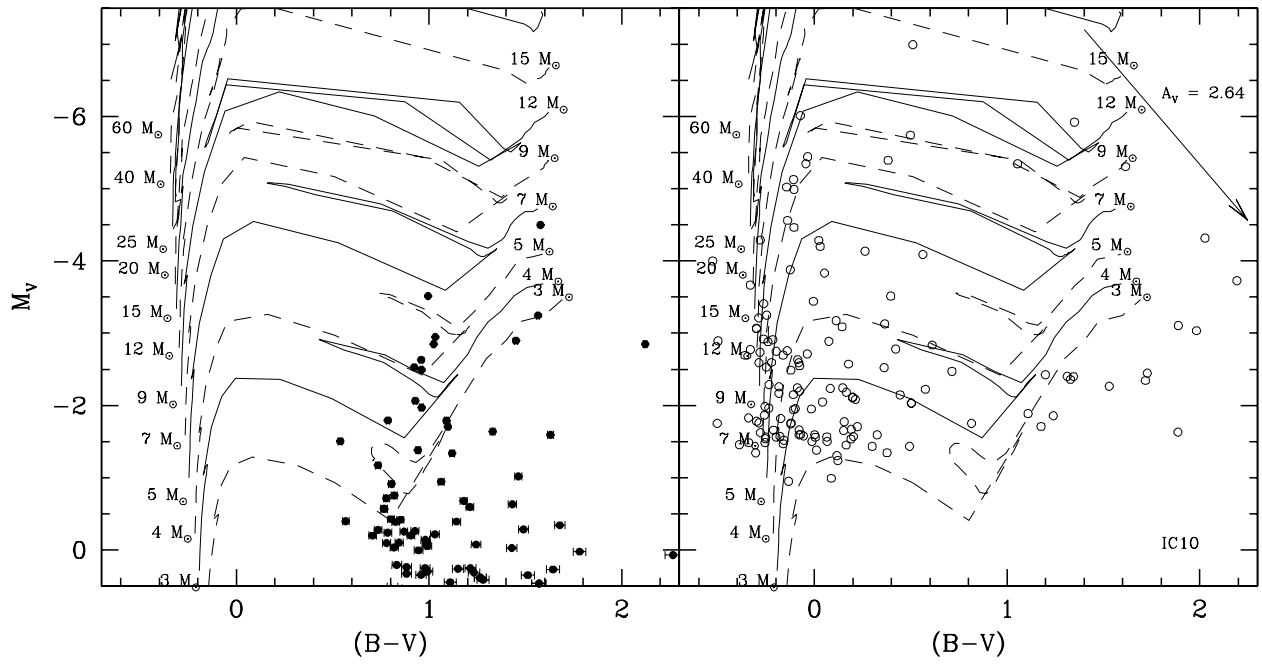 15 M⊙
12 M⊙
9 M⊙
7 M⊙
5 M⊙
4 M⊙
3 M⊙
60 M⊙
40 M⊙
25 M⊙
20 M⊙
15 M⊙
12 M⊙
9 M⊙
7 M⊙
5 M⊙
4 M⊙
3 M⊙
−6
−4
−2
0
M_V
0
1
2
(B−V)
15 M⊙
12 M⊙
9 M⊙
7 M⊙
5 M⊙
4 M⊙
3 M⊙
A_V = 2.64
60 M⊙
40 M⊙
25 M⊙
20 M⊙
15 M⊙
12 M⊙
9 M⊙
7 M⊙
5 M⊙
4 M⊙
3 M⊙
IC10
0
1
2
(B−V)